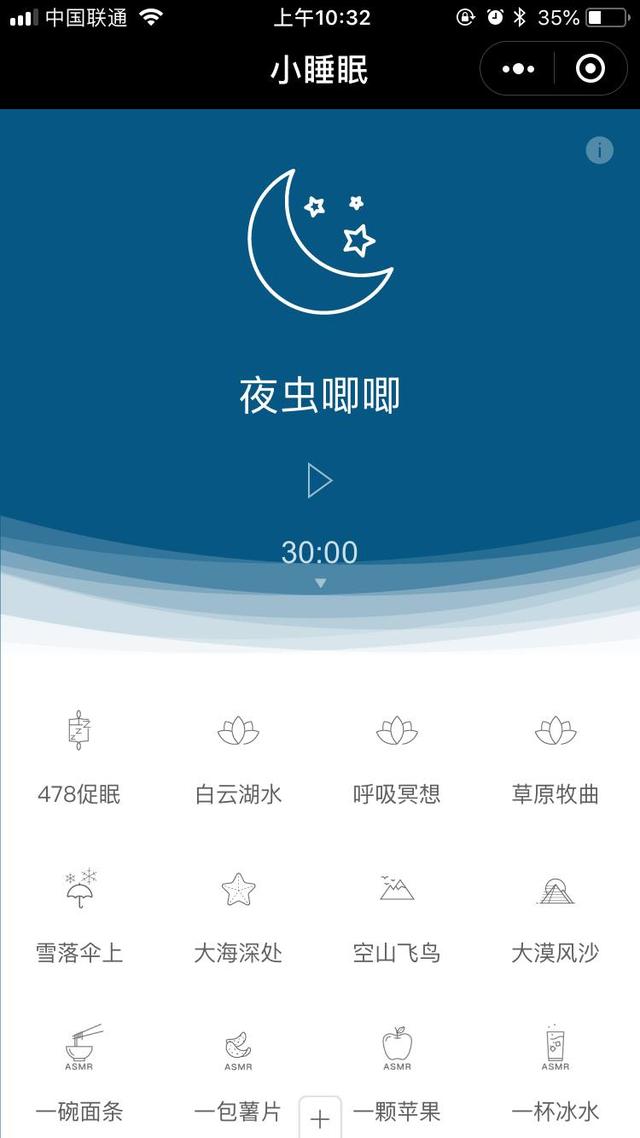 中国联通 上午10:32 35%
小睡眠
i
夜虫唧唧
30:00
Z Z Z
478促眠 白云湖水 呼吸冥想 草原牧曲
雪落伞上 大海深处 空山飞鸟 大漠风沙
ASMR ASMR ASMR ASMR
一碗面条 一包薯片 一颗苹果 一杯冰水